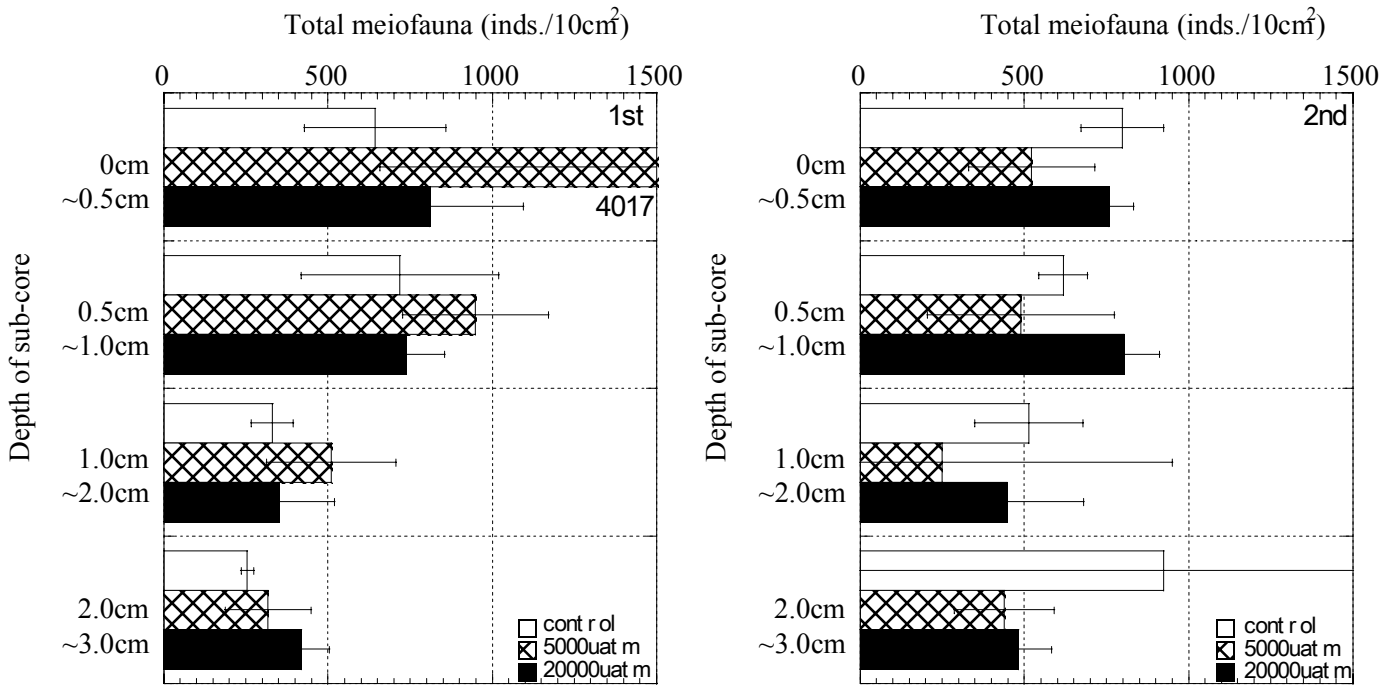 Total meiofauna (inds./10cm2)
0 500 1000 1500
1st
0cm
~0.5cm
4017
0.5cm
~1.0cm
1.0cm
~2.0cm
2.0cm
~3.0cm
Depth of sub-core
cont r ol
5000uat m
20000uat m
Total meiofauna (inds./10cm2)
0 500 1000 1500
2nd
0cm
~0.5cm
0.5cm
~1.0cm
1.0cm
~2.0cm
2.0cm
~3.0cm
Depth of sub-core
cont r ol
5000uat m
20000uat m